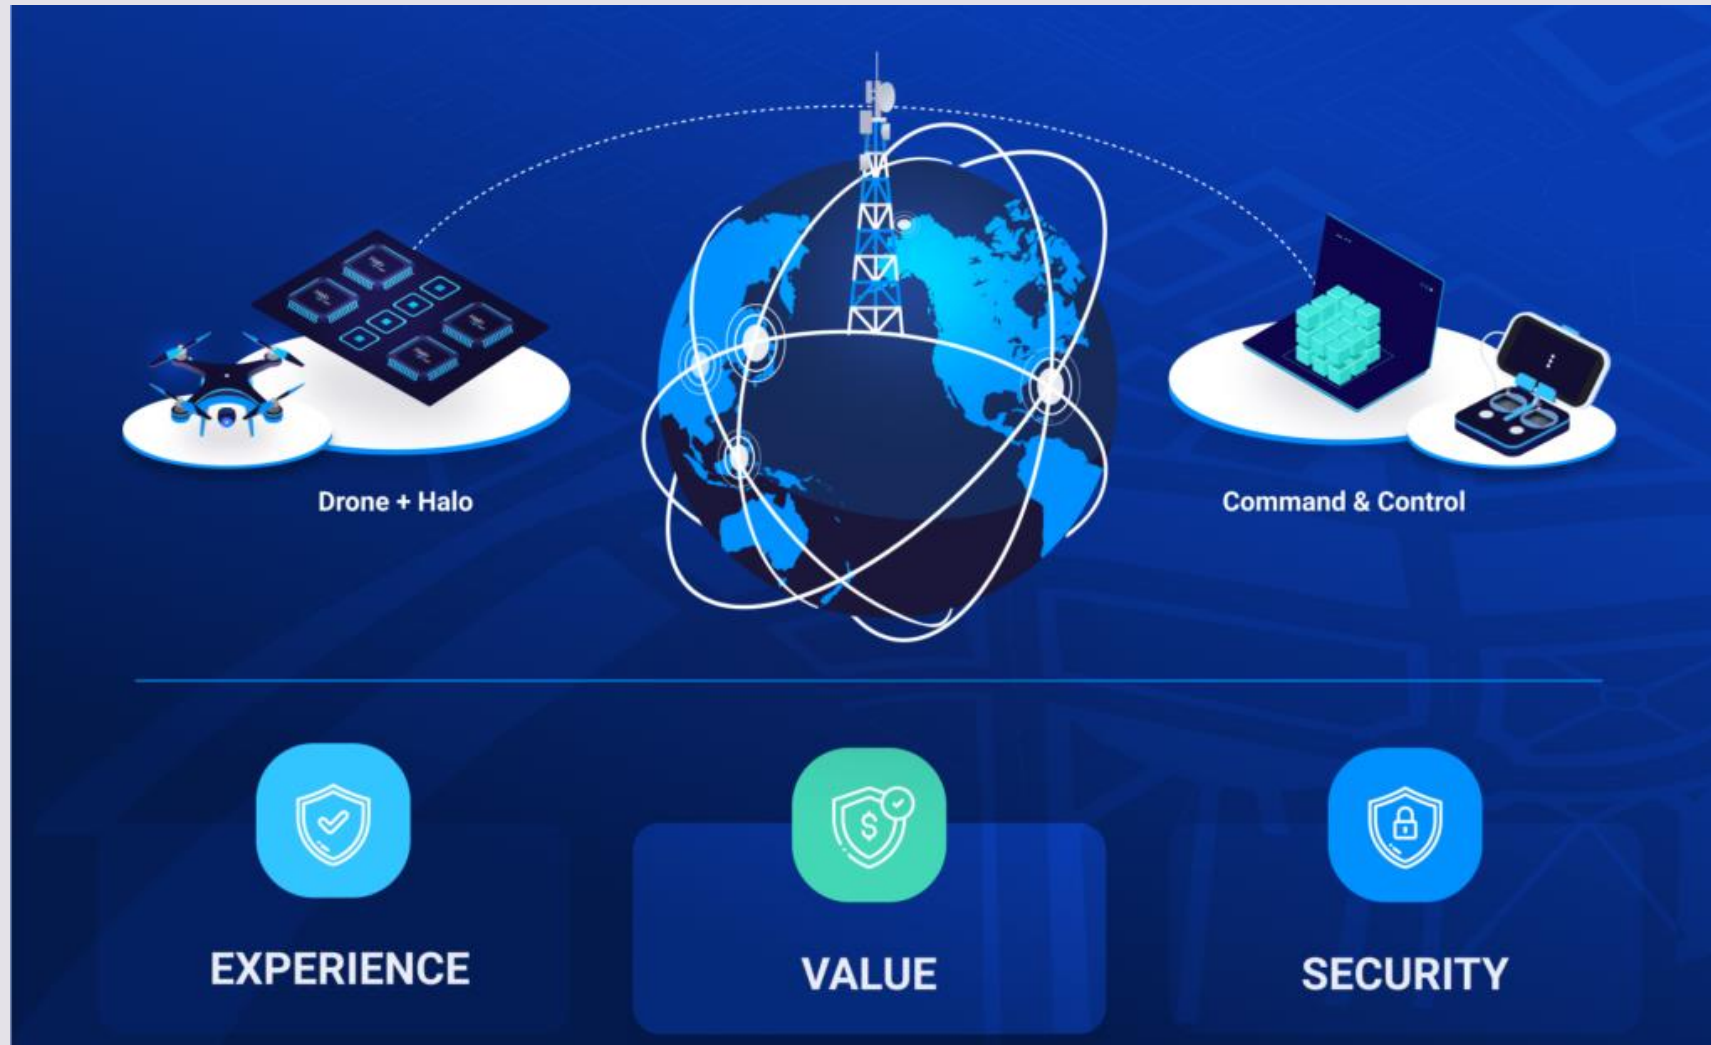 Drone + Halo
Command & Control
EXPERIENCE
VALUE
SECURITY